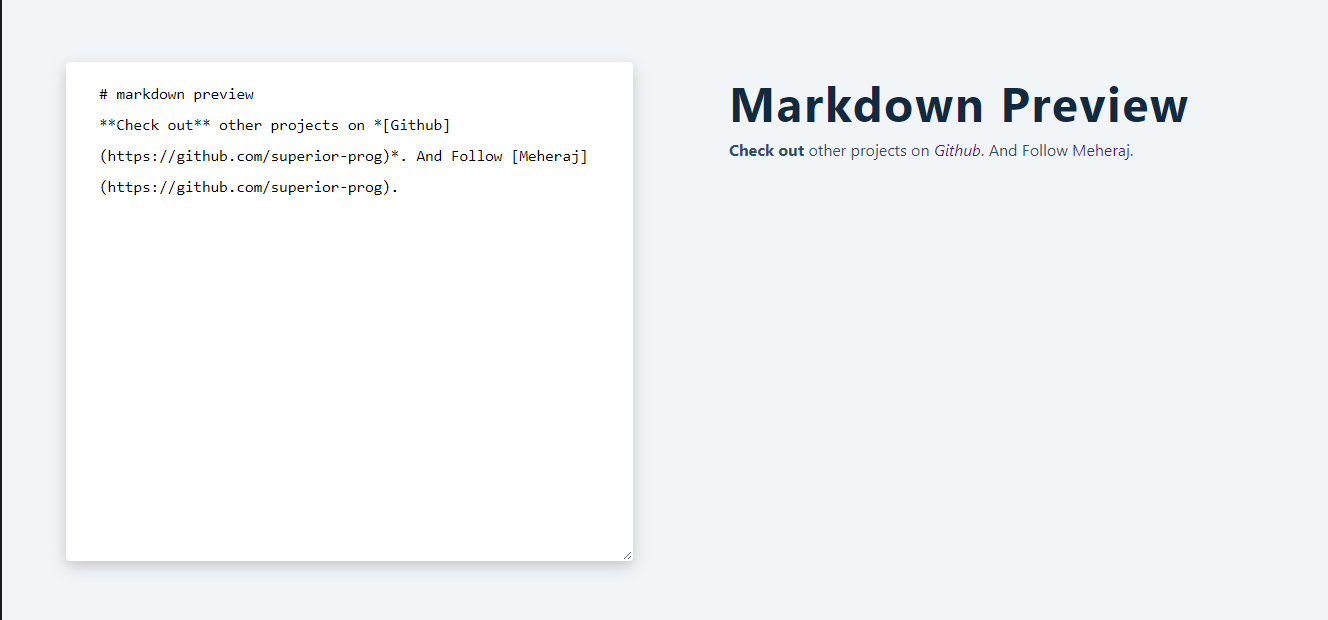 # markdown preview
**Check out** other projects on *[Github]
(https://github.com/superior-prog)*. And Follow [Meheraj]
(https://github.com/superior-prog).
Markdown Preview
Check out other projects on Github. And Follow Meheraj.